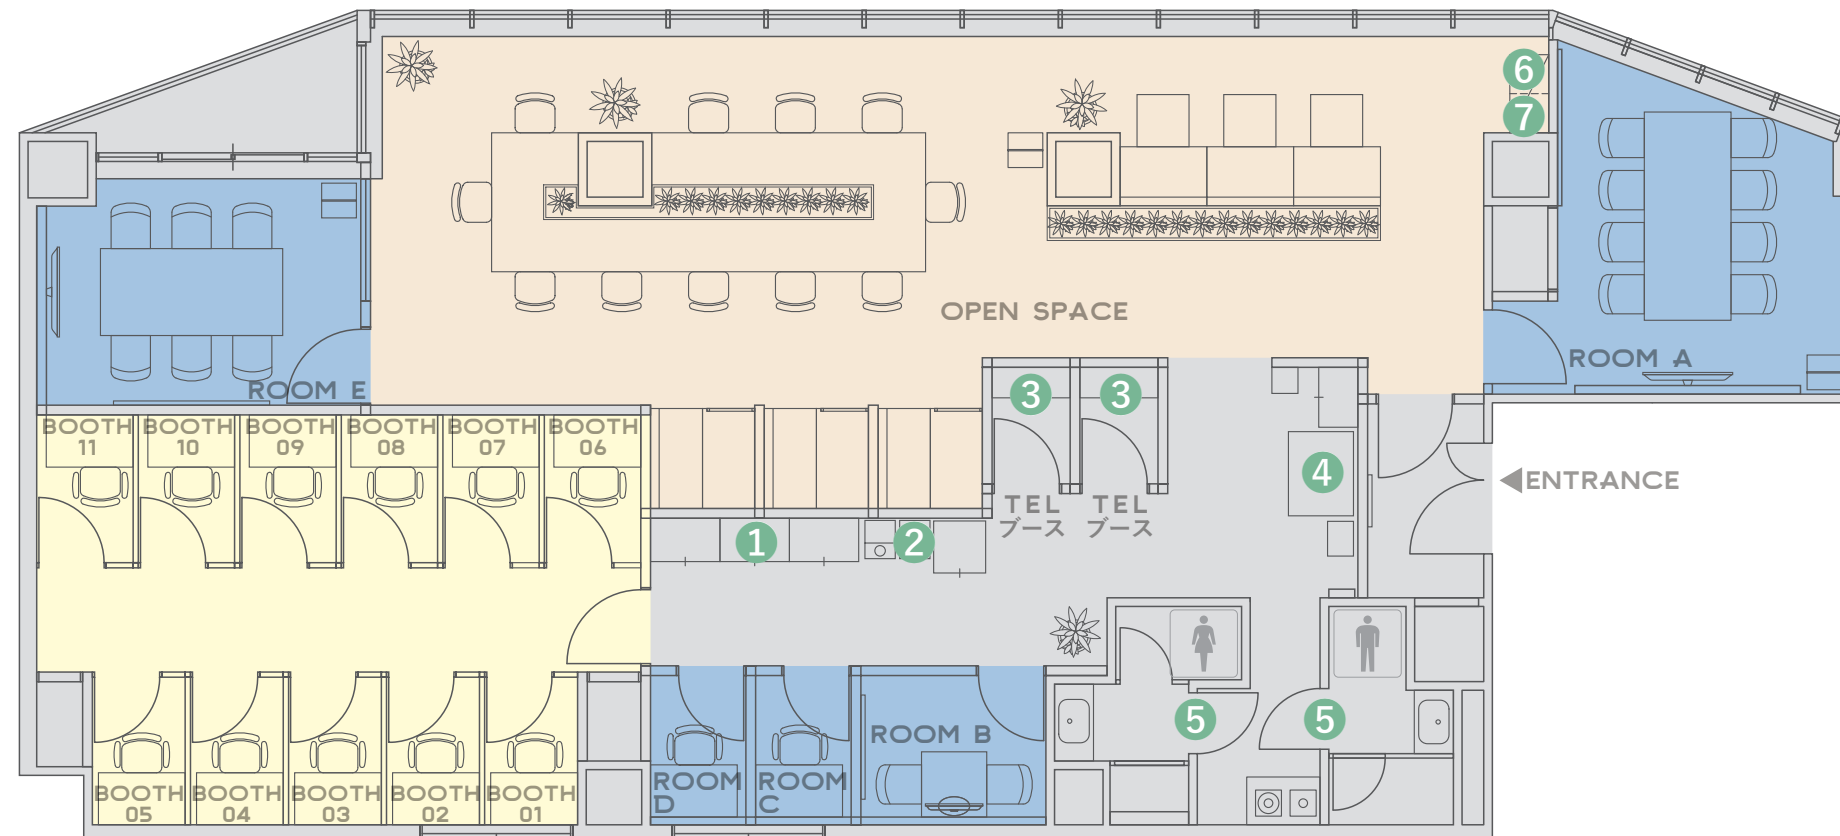 6
7
OPEN SPACE
ROOM A
ROOM E
3
3
BOOTH
11
BOOTH
10
BOOTH
09
BOOTH
08
BOOTH
07
BOOTH
06
4
ENTRANCE
TEL
ブース
TEL
ブース
1
2
5
5
ROOM B
ROOM
D
ROOM
C
BOOTH
05
BOOTH
04
BOOTH
03
BOOTH
02
BOOTH
01